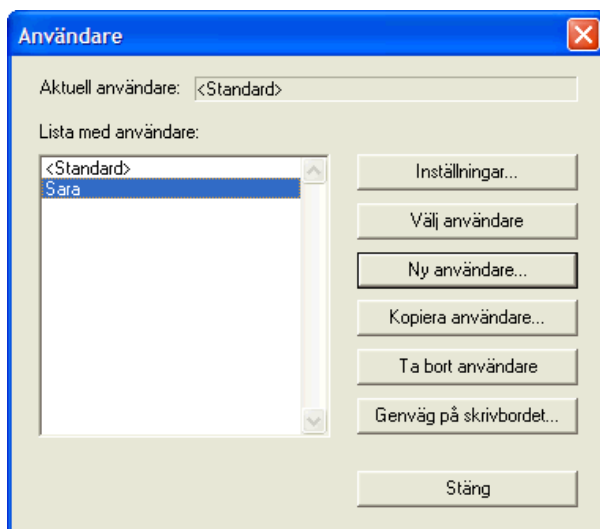 Användare
Aktuell användare: <Standard>
Lista med användare:
<Standard>
Sara
Inställningar...
Välj användare
Ny användare...
Kopiera användare...
Ta bort användare
Genväg på skrivbordet...
Stäng